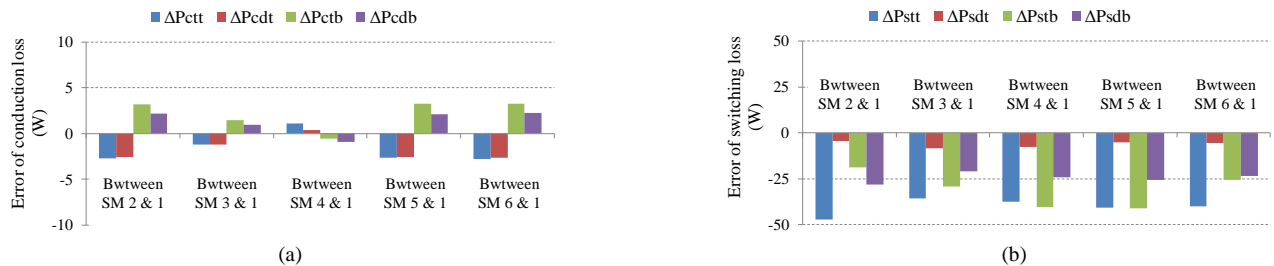 ΔPctt ΔPcdt ΔPctb ΔPcdb
Error of conduction loss
(W)
10
5
0
-5
-10
Bwtween
SM 2 & 1
Bwtween
SM 3 & 1
Bwtween
SM 4 & 1
Bwtween
SM 5 & 1
Bwtween
SM 6 & 1
(a)
ΔPstt ΔPsdt ΔPstb ΔPsdb
Error of switching loss
(W)
50
25
0
-25
-50
Bwtween
SM 2 & 1
Bwtween
SM 3 & 1
Bwtween
SM 4 & 1
Bwtween
SM 5 & 1
Bwtween
SM 6 & 1
(b)